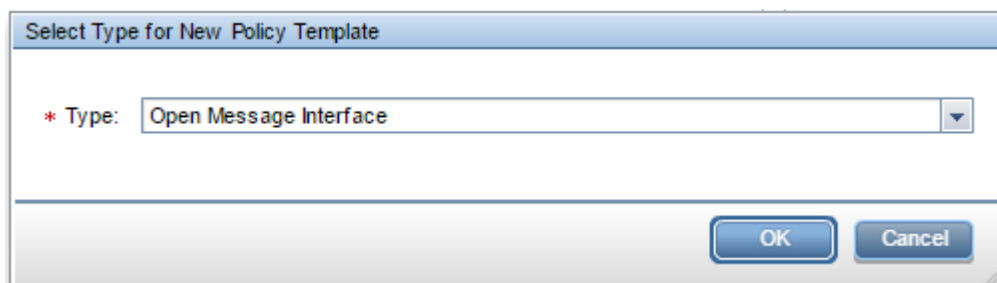 Select Type for New Policy Template
* Type: Open Message Interface
OK Cancel